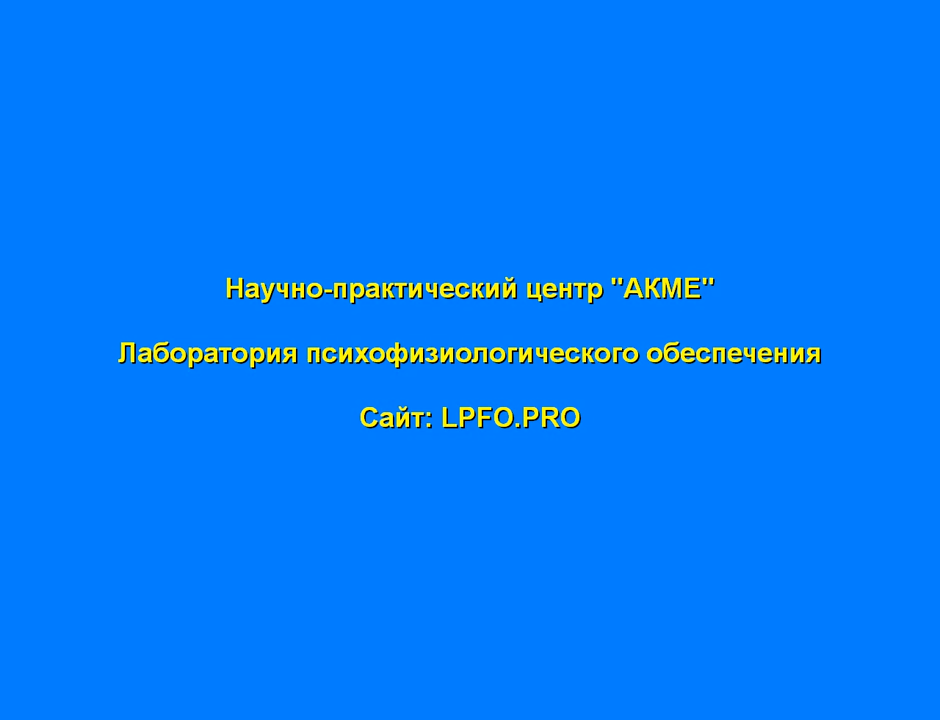 Научно-практический центр "АКМЕ"
Лаборатория психофизиологического обеспечения
Сайт: LPFO.PRO